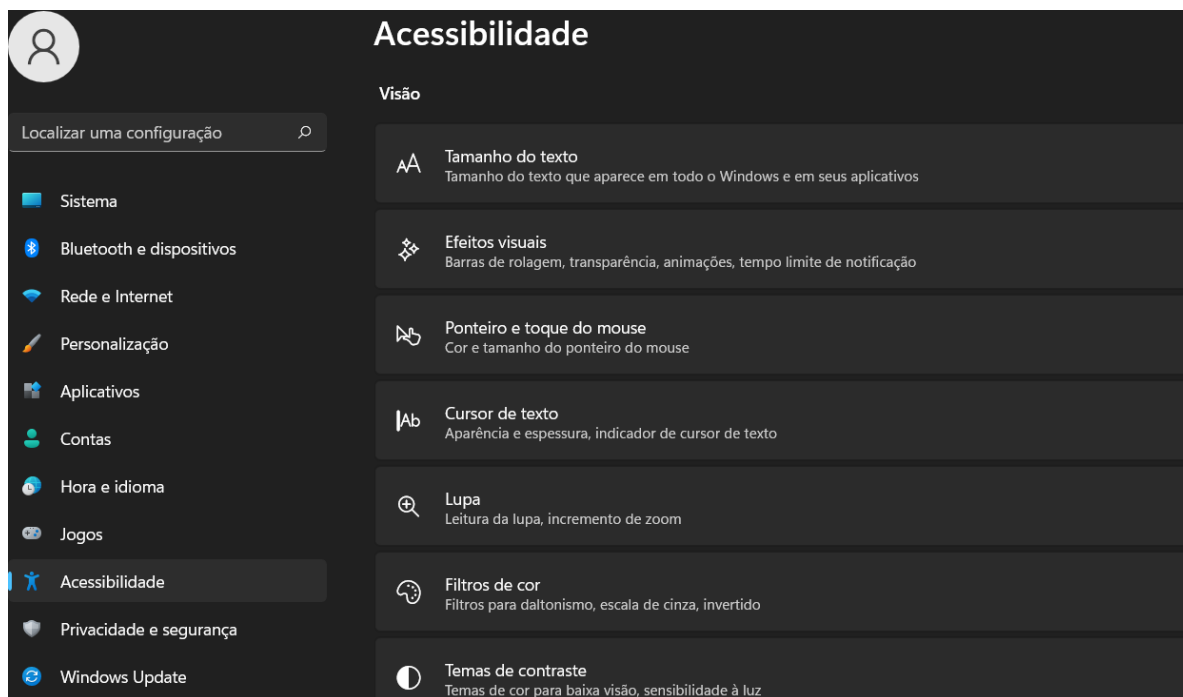 Acessibilidade
Visão
Localizar uma configuração
Sistema
Bluetooth e dispositivos
Rede e Internet
Personalização
Aplicativos
Contas
Hora e idioma
Jogos
Acessibilidade
Privacidade e segurança
Windows Update
Tamanho do texto
Tamanho do texto que aparece em todo o Windows e em seus aplicativos
Efeitos visuais
Barras de rolagem, transparência, animações, tempo limite de notificação
Ponteiro e toque do mouse
Cor e tamanho do ponteiro do mouse
Cursor de texto
Aparência e espessura, indicador de cursor de texto
Lupa
Leitura da lupa, incremento de zoom
Filtros de cor
Filtros para daltonismo, escala de cinza, invertido
Temas de contraste
Temas de cor para baixa visão, sensibilidade à luz